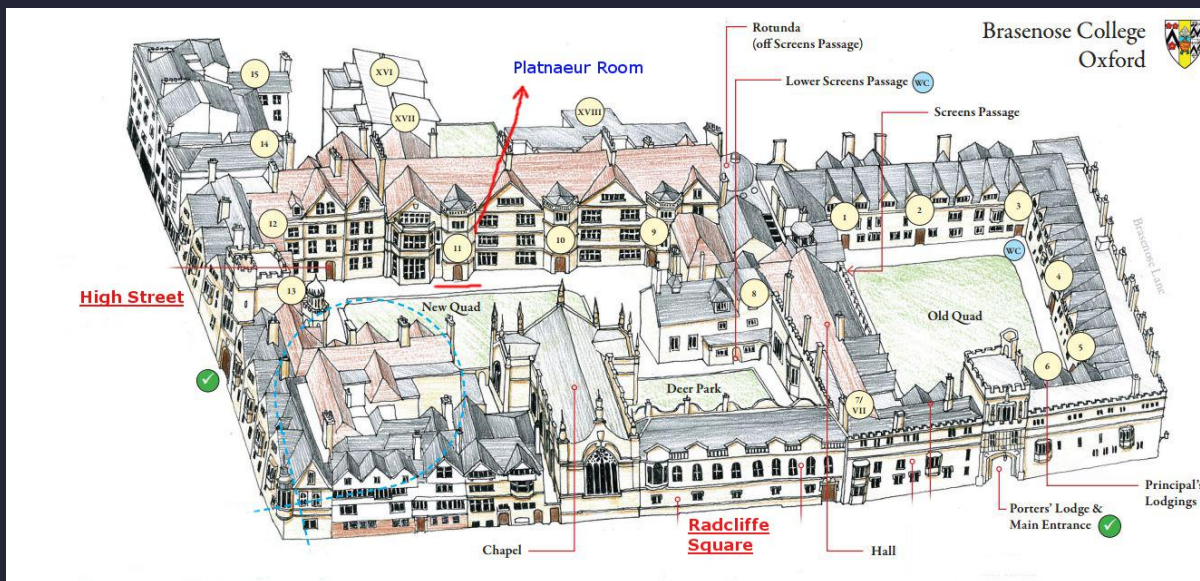 Brasenose College
Oxford
Rotunda
(off Screens Passage)
Platnaeur Room
Lower Screens Passage WC
Screens Passage
15
XVI
XVII
XVIII
14
12
11
10
9
1
2
3
WC
Brasenose Lane
4
High Street
13
New Quad
8
Old Quad
5
6
Deer Park
7/
VII
Principal's
Lodgings
Porters' Lodge &
Main Entrance
Radcliffe
Square
Chapel
Hall